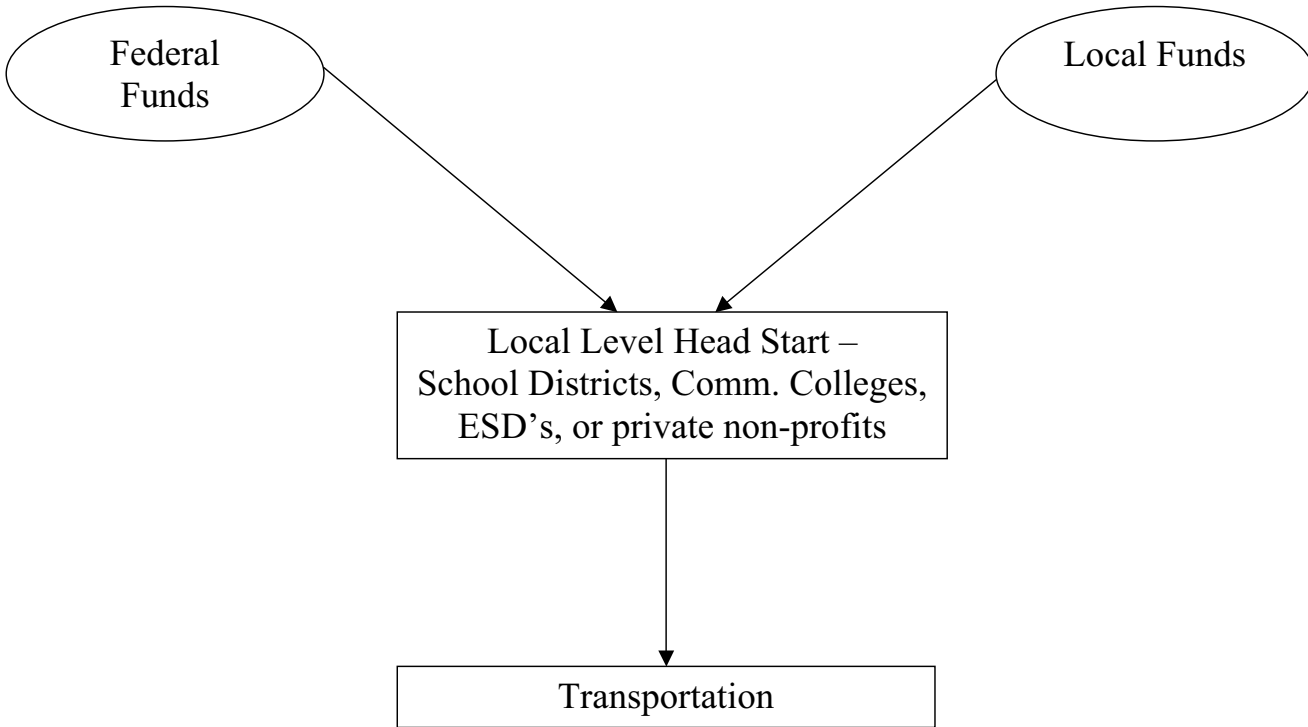 Federal
Funds
Local Funds
Local Level Head Start –
School Districts, Comm. Colleges,
ESD’s, or private non-profits
Transportation